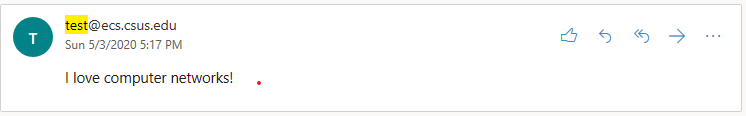 T
test@ecs.csus.edu
Sun 5/3/2020 5:17 PM
I love computer networks!